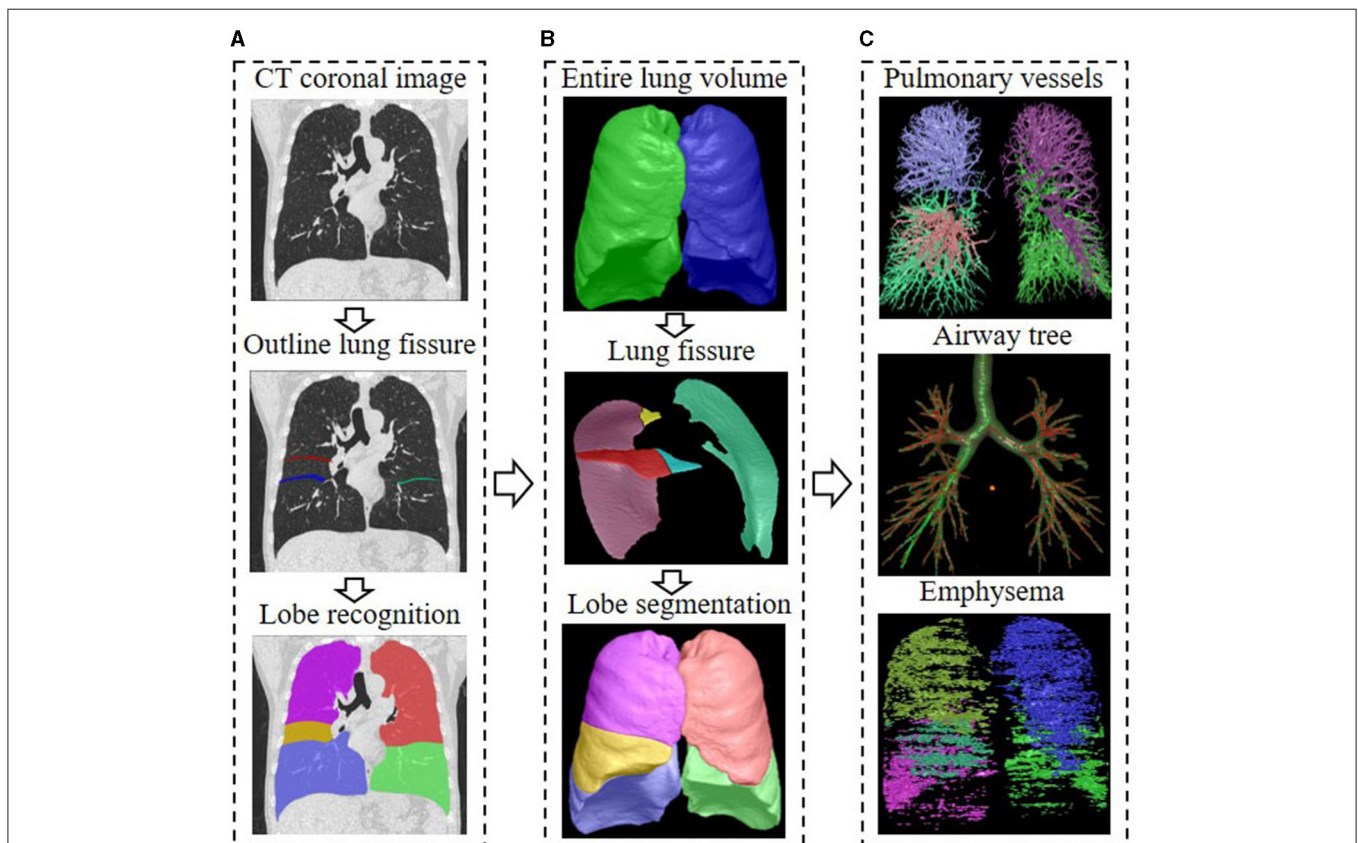 A
CT coronal image
Outline lung fissure
Lobe recognition
B
Entire lung volume
Lung fissure
Lobe segmentation
C
Pulmonary vessels
Airway tree
Emphysema